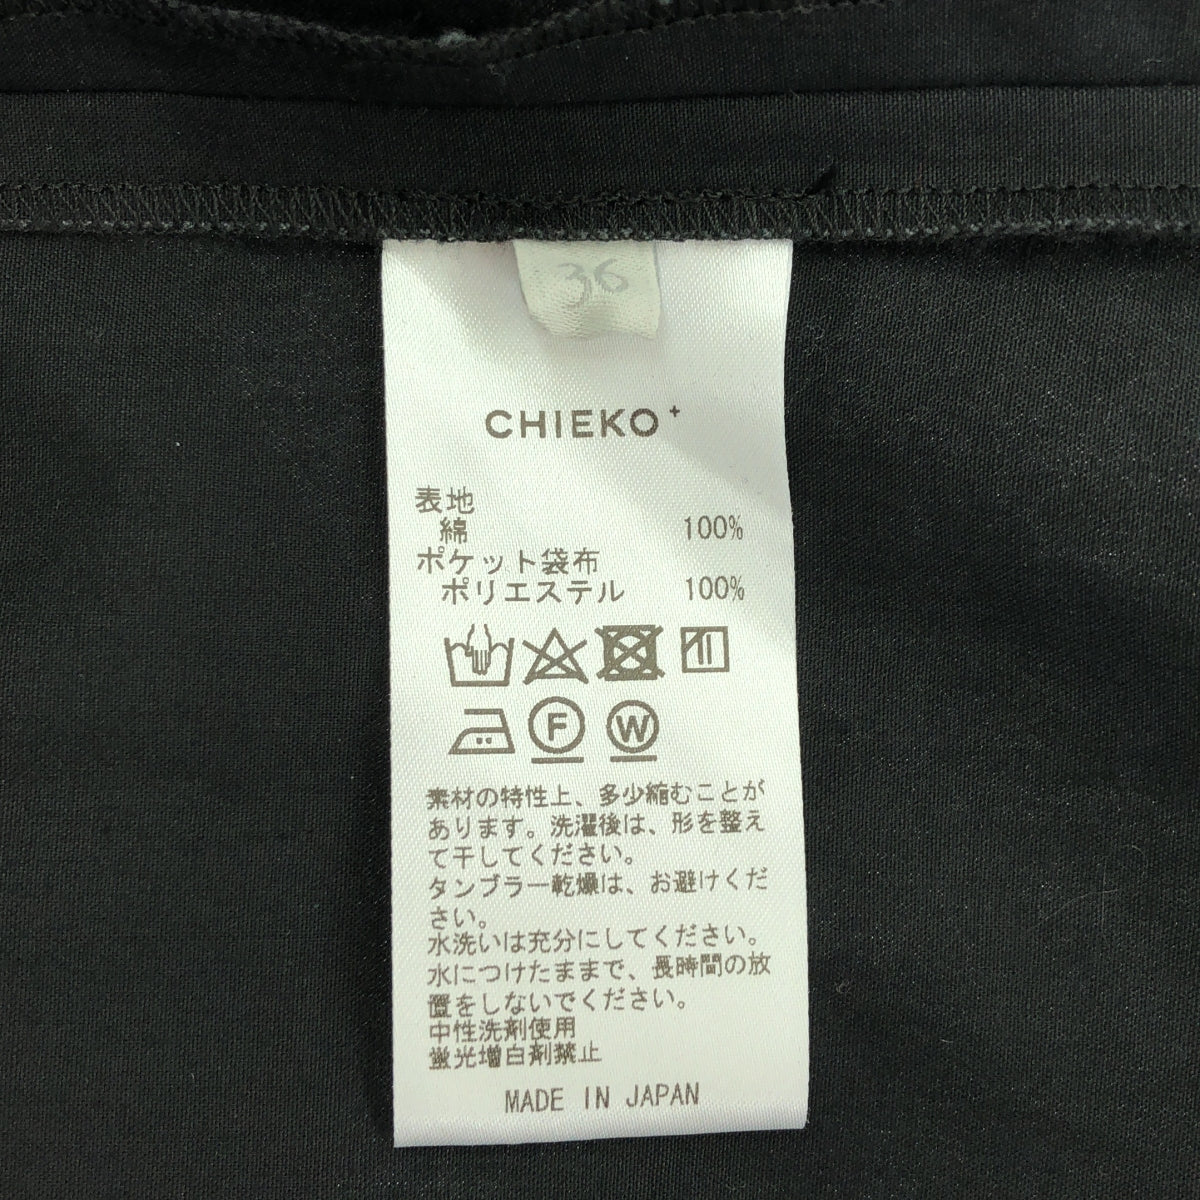 36
CHIEKO+
表地
綿 100%
ポケット袋布
ポリエステル 100%
F W
素材の特性上、多少縮むことが
あります。洗濯後は、形を整え
て干してください。
タンブラー乾燥は、お避けくだ
さい。
水洗いは充分にしてください。
水につけたままで、長時間の放
置をしないでください。
中性洗剤使用
蛍光増白剤禁止
MADE IN JAPAN